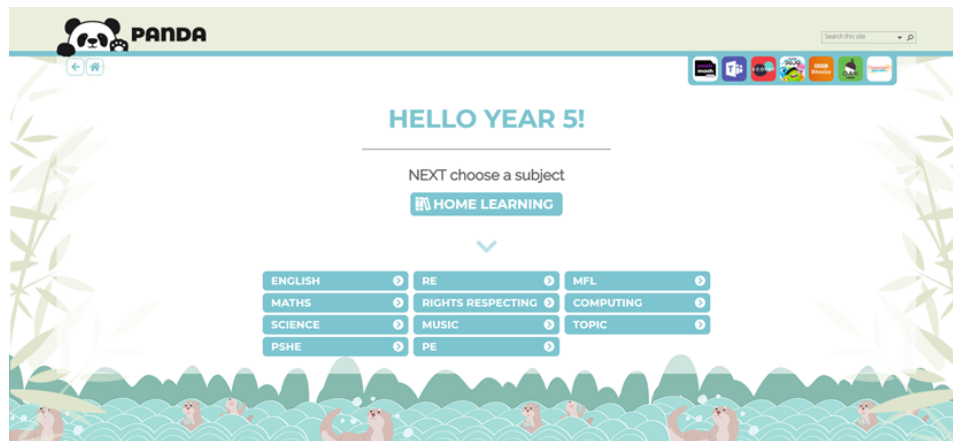 PANDA
Search this site
HELLO YEAR 5!
NEXT choose a subject
HOME LEARNING
ENGLISH
RE
MFL
MATHS
RIGHTS RESPECTING
COMPUTING
SCIENCE
MUSIC
TOPIC
PSHE
PE